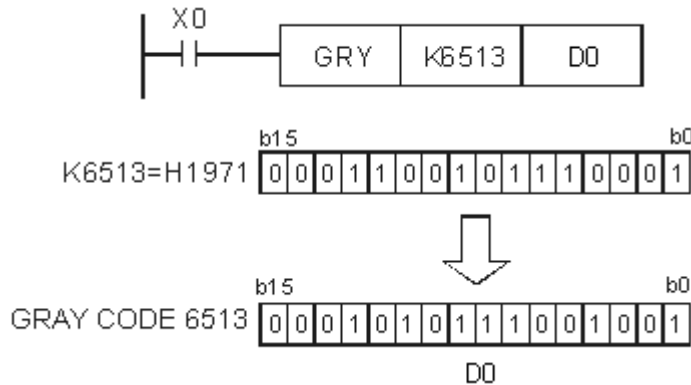 X0
GRY K6513 D0
b15 b0
K6513=H1971 0 0 0 1 1 0 0 1 0 1 1 1 0 0 0 1
b15 b0
GRAY CODE 6513 0 0 0 1 0 1 0 1 1 1 0 0 1 0 0 1
D0